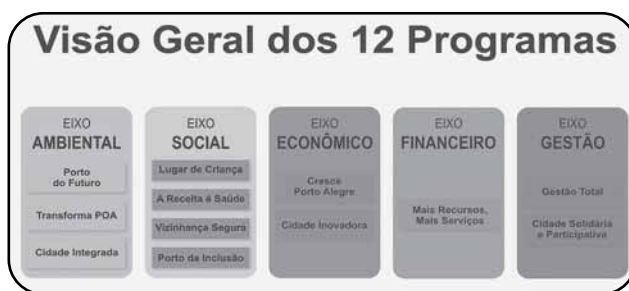 Visão Geral dos 12 Programas
EIXO
AMBIENTAL
Porto
do Futuro
Transforma POA
Cidade Integrada
EIXO
SOCIAL
Lugar de Criança
A Receita é Saúde
Vizinhança Segura
Porto da Inclusão
EIXO
ECONÔMICO
Cresce
Porto Alegre
Cidade Inovadora
EIXO
FINANCEIRO
Mais Recursos,
Mais Serviços
EIXO
GESTÃO
Gestão Total
Cidade Solidária
e Participativa